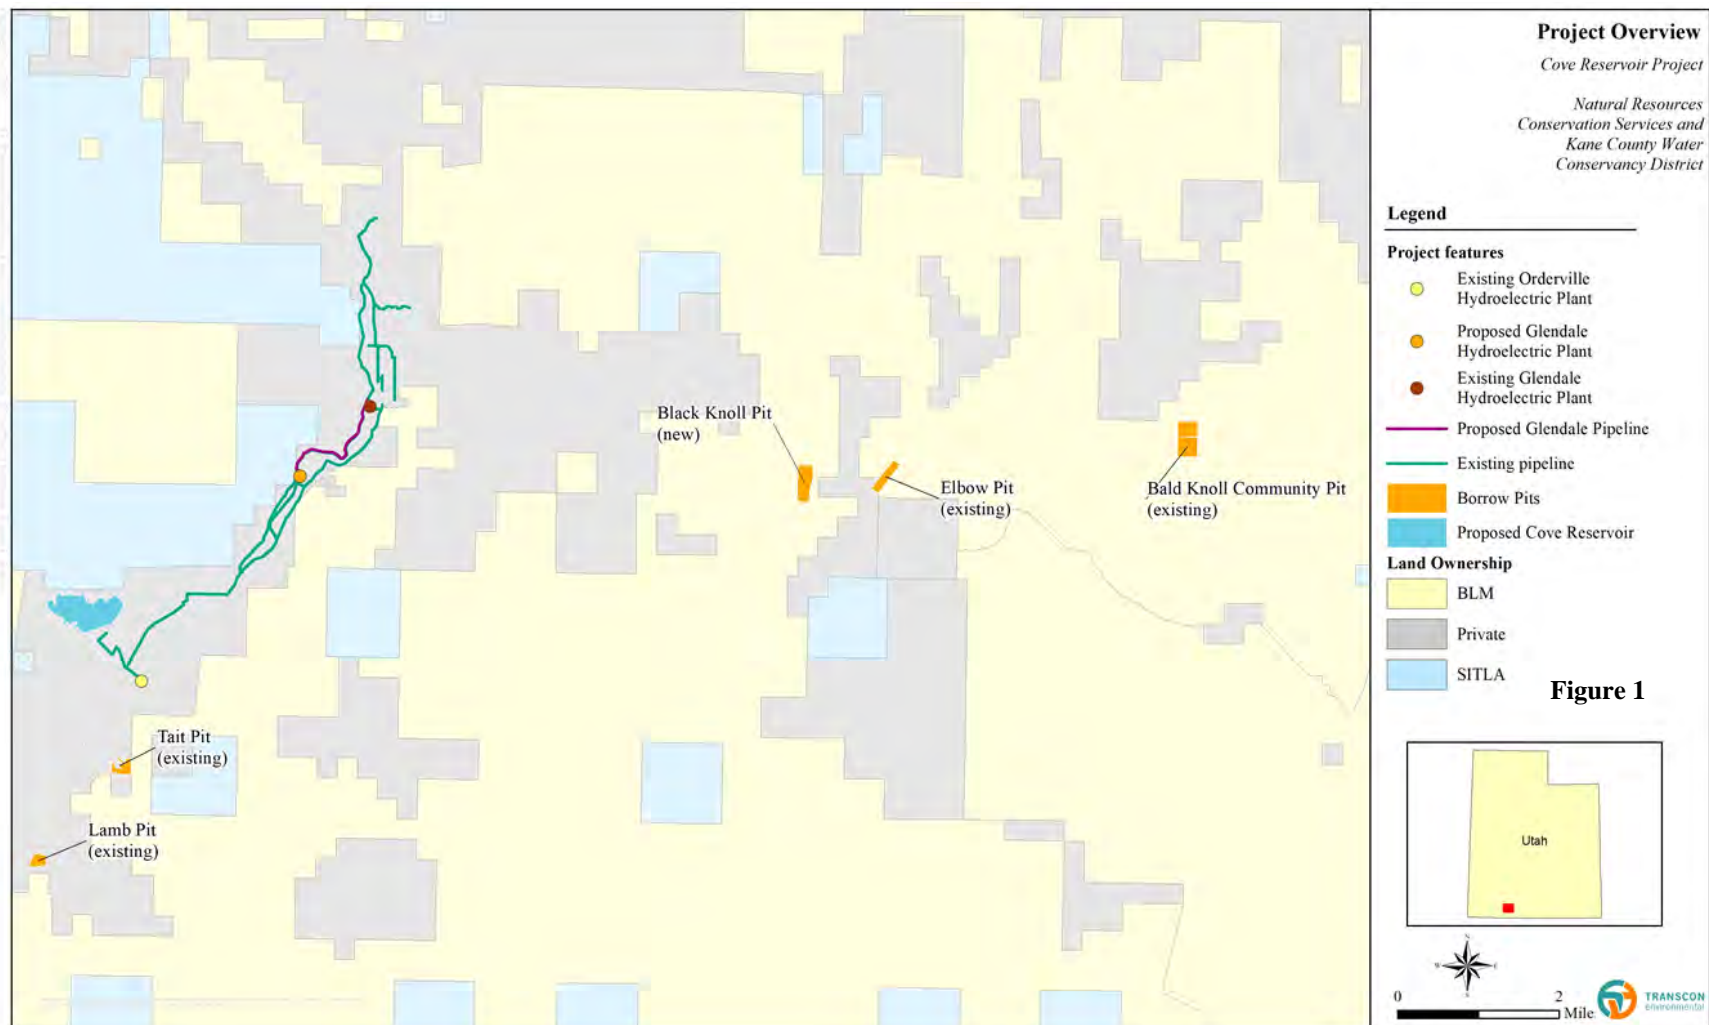 Project Overview
Cove Reservoir Project
Natural Resources
Conservation Services and
Kane County Water
Conservancy District
Legend
Project features
Existing Orderville
Hydroelectric Plant
Proposed Glendale
Hydroelectric Plant
Existing Glendale
Hydroelectric Plant
Proposed Glendale Pipeline
Existing pipeline
Borrow Pits
Proposed Cove Reservoir
Land Ownership
BLM
Private
SITLA
Figure 1
Utah
N
W
E
S
0
2
Mile
TRANSCON
environmental
Black Knoll Pit
(new)
Elbow Pit
(existing)
Bald Knoll Community Pit
(existing)
Tait Pit
(existing)
Lamb Pit
(existing)